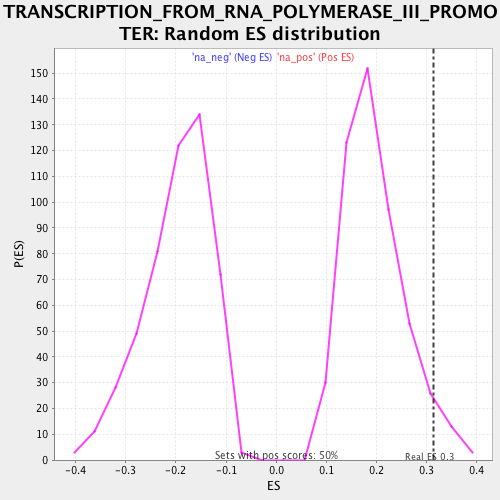 TRANSCRIPTION_FROM_RNA_POLYMERASE_III_PROMO
TER: Random ES distribution
'na_neg' (Neg ES) 'na_pos' (Pos ES)
P(ES)
150
140
130
120
110
100
90
80
70
60
50
40
30
20
10
0
Sets with pos scores: 50%
Real ES 0.3
-0.4 -0.3 -0.2 -0.1 0.0 0.1 0.2 0.3 0.4
ES